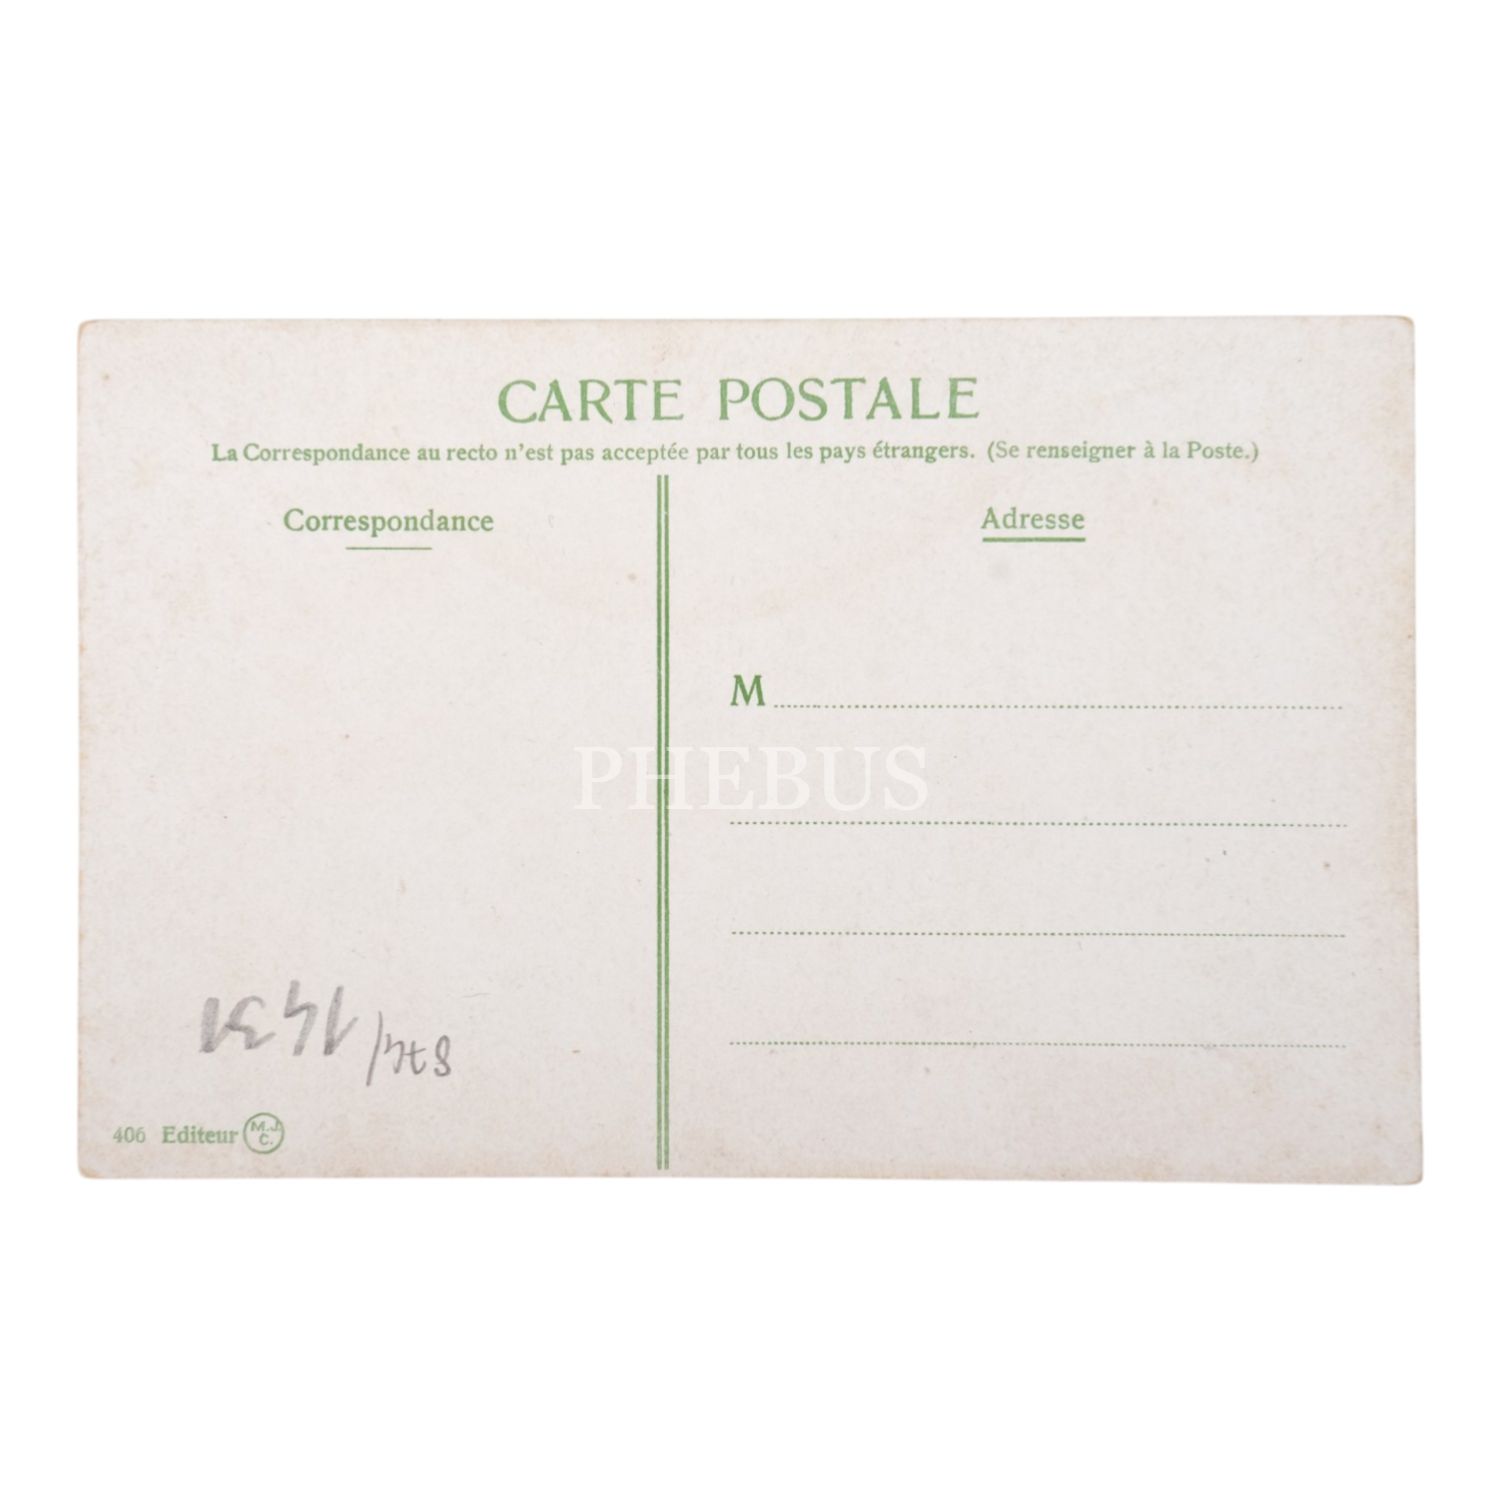 CARTE POSTALE
La Correspondance au recto n'est pas acceptée par tous les pays étrangers. (Se renseigner à la Poste.)
Correspondance
Adresse
M
PHEBUS
406 Editeur M.J.C.